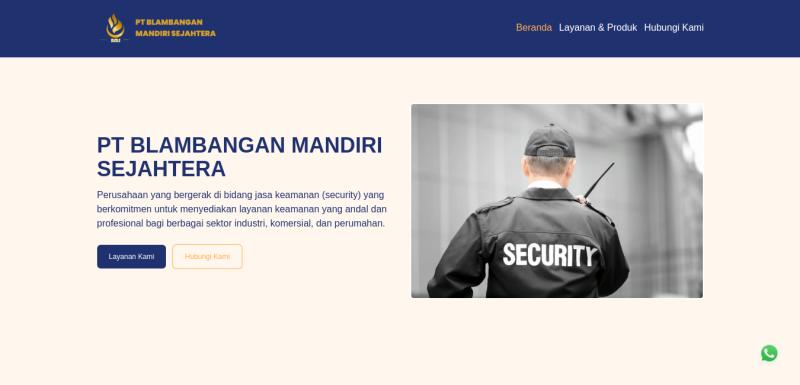 PT BLAMBANGAN
MANDIRI SEJAHTERA
BMS
Beranda Layanan & Produk Hubungi Kami
PT BLAMBANGAN MANDIRI
SEJAHTERA
Perusahaan yang bergerak di bidang jasa keamanan (security) yang
berkomitmen untuk menyediakan layanan keamanan yang andal dan
profesional bagi berbagai sektor industri, komersial, dan perumahan.
Layanan Kami Hubungi Kami
SECURITY